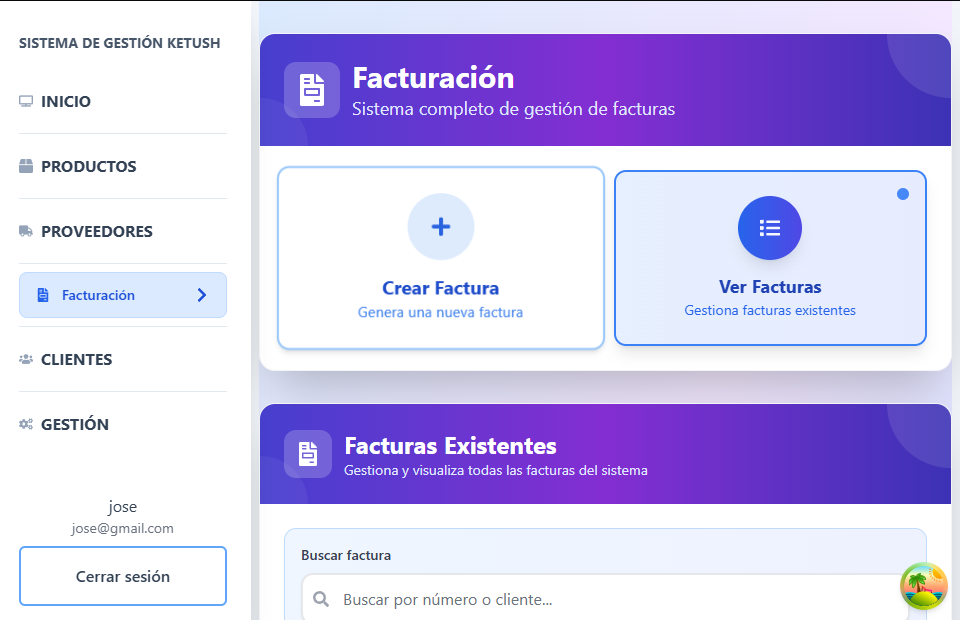 SISTEMA DE GESTIÓN KETUSH
INICIO
PRODUCTOS
PROVEEDORES
Facturación
CLIENTES
GESTIÓN
jose
jose@gmail.com
Cerrar sesión
Facturación
Sistema completo de gestión de facturas
Crear Factura
Genera una nueva factura
Ver Facturas
Gestiona facturas existentes
Facturas Existentes
Gestiona y visualiza todas las facturas del sistema
Buscar factura
Buscar por número o cliente...